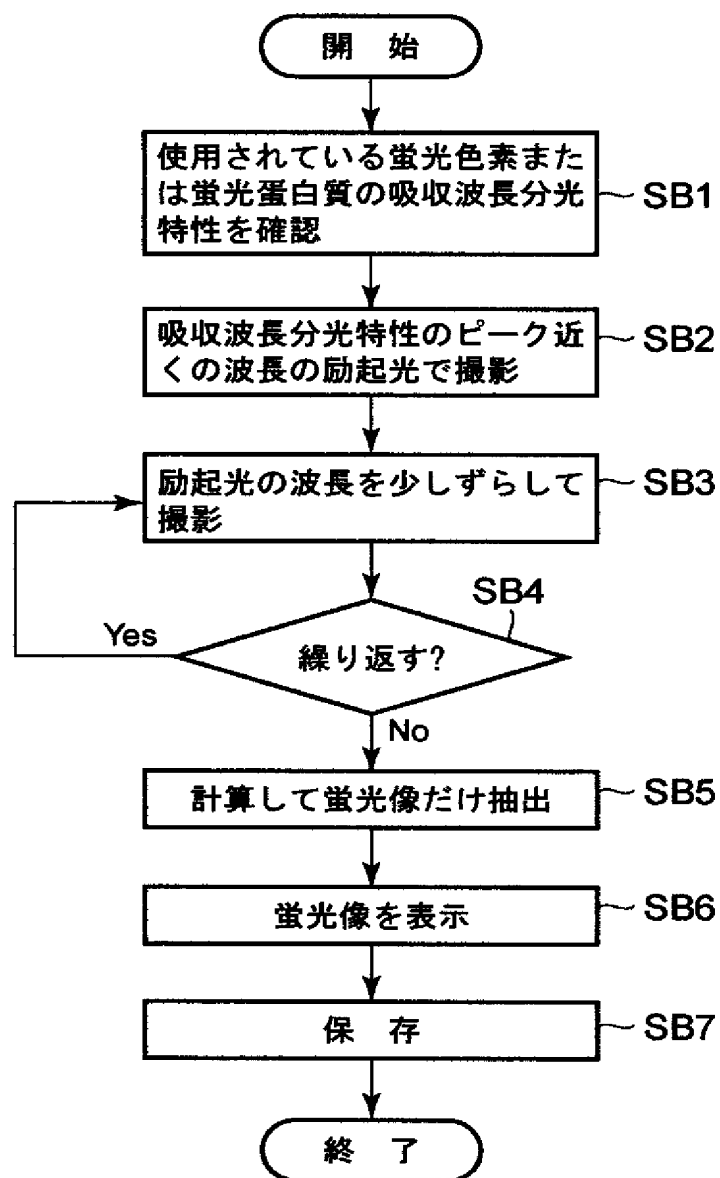 開 始
使用されている蛍光色素また
は蛍光蛋白質の吸収波長分光
特性を確認
SB1
吸収波長分光特性のピーク近
くの波長の励起光で撮影
SB2
励起光の波長を少しずらして
撮影
SB3
SB4
Yes
繰り返す?
No
計算して蛍光像だけ抽出
SB5
蛍光像を表示
SB6
保 存
SB7
終 了